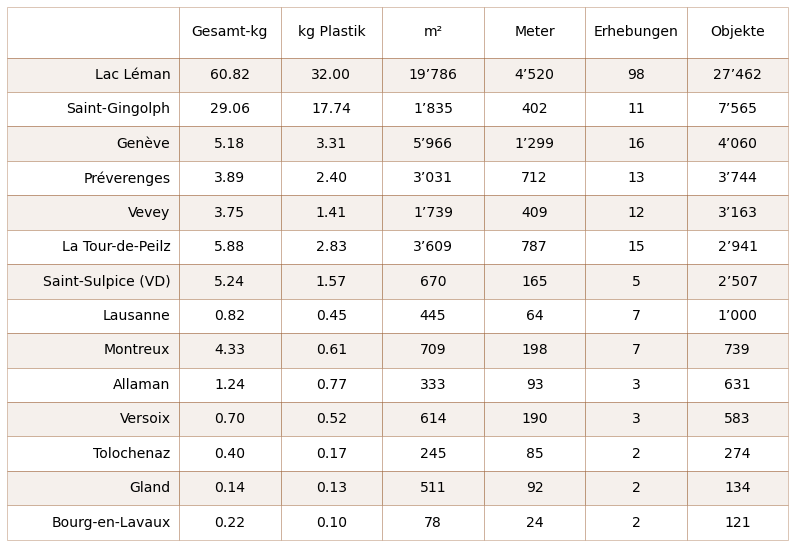 Gesamt-kg kg Plastik m² Meter Erhebungen Objekte
Lac Léman 60.82 32.00 19’786 4’520 98 27’462
Saint-Gingolph 29.06 17.74 1’835 402 11 7’565
Genève 5.18 3.31 5’966 1’299 16 4’060
Préverenges 3.89 2.40 3’031 712 13 3’744
Vevey 3.75 1.41 1’739 409 12 3’163
La Tour-de-Peilz 5.88 2.83 3’609 787 15 2’941
Saint-Sulpice (VD) 5.24 1.57 670 165 5 2’507
Lausanne 0.82 0.45 445 64 7 1’000
Montreux 4.33 0.61 709 198 7 739
Allaman 1.24 0.77 333 93 3 631
Versoix 0.70 0.52 614 190 3 583
Tolochenaz 0.40 0.17 245 85 2 274
Gland 0.14 0.13 511 92 2 134
Bourg-en-Lavaux 0.22 0.10 78 24 2 121